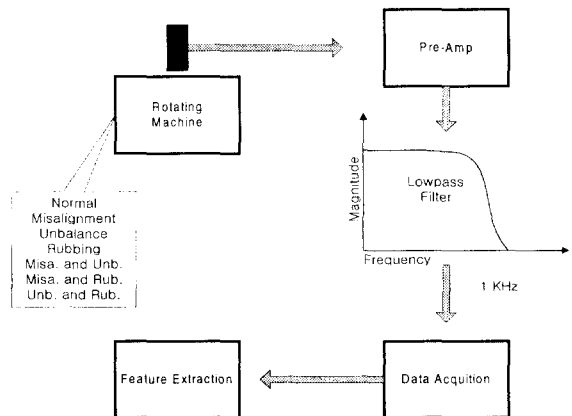 Pre-Amp
Rotating
Machine
Normal
Misalignment
Unbalance
Rubbing
Misa. and Unb.
Misa. and Rub.
Unb. and Rub.
Magnitude
Lowpass
Filter
Frequency
1 KHz
Feature Extraction
Data Acquition